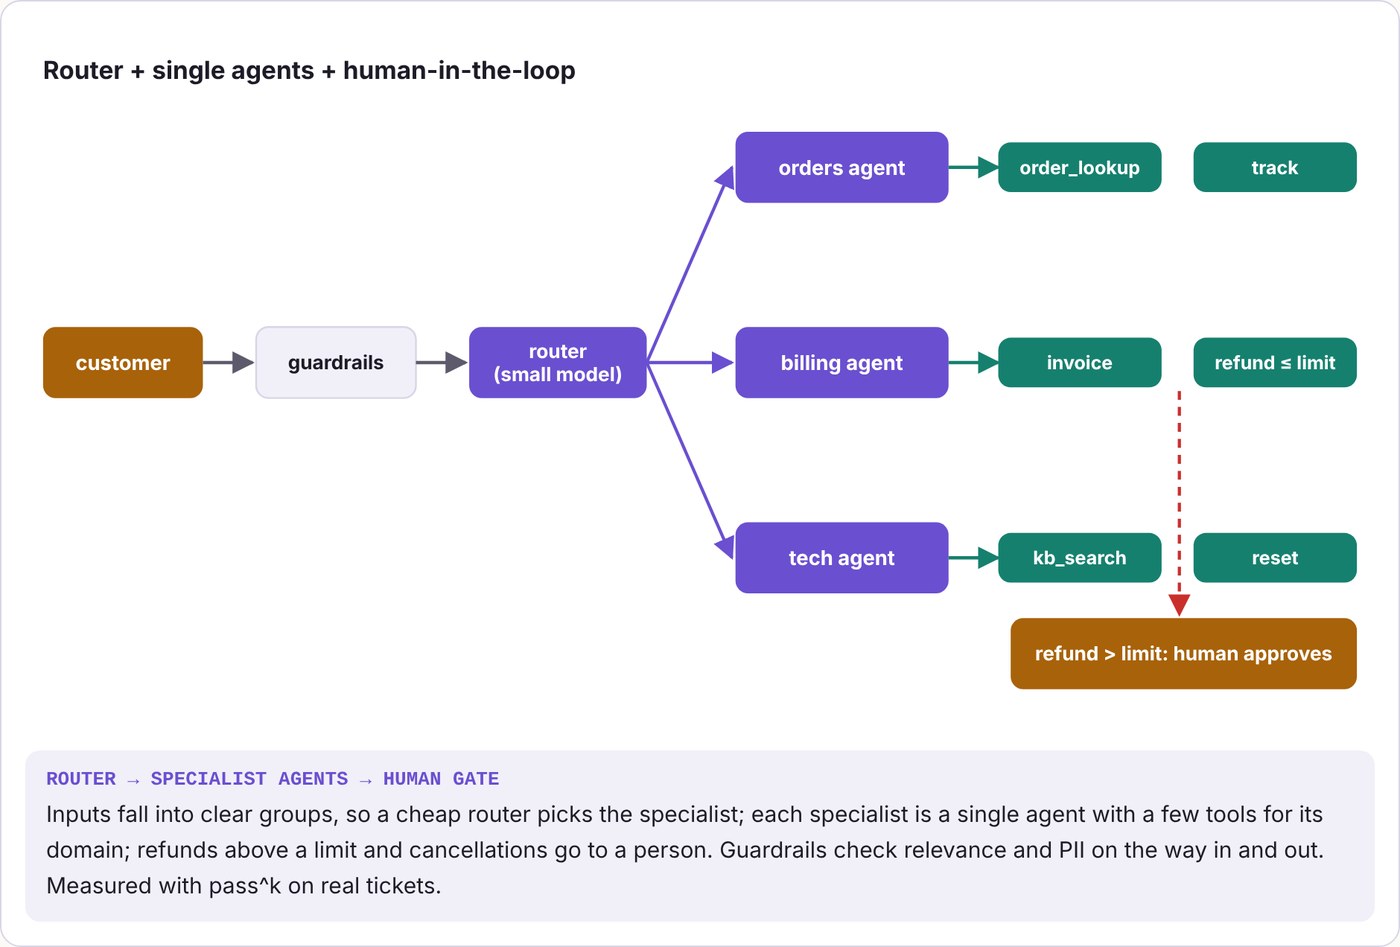 Router + single agents + human-in-the-loop
orders agent
order_lookup
track
customer
guardrails
router
(small model)
billing agent
invoice
refund ≤ limit
tech agent
kb_search
reset
refund > limit: human approves
ROUTER → SPECIALIST AGENTS → HUMAN GATE
Inputs fall into clear groups, so a cheap router picks the specialist; each specialist is a single agent with a few tools for its
domain; refunds above a limit and cancellations go to a person. Guardrails check relevance and PII on the way in and out.
Measured with pass^k on real tickets.